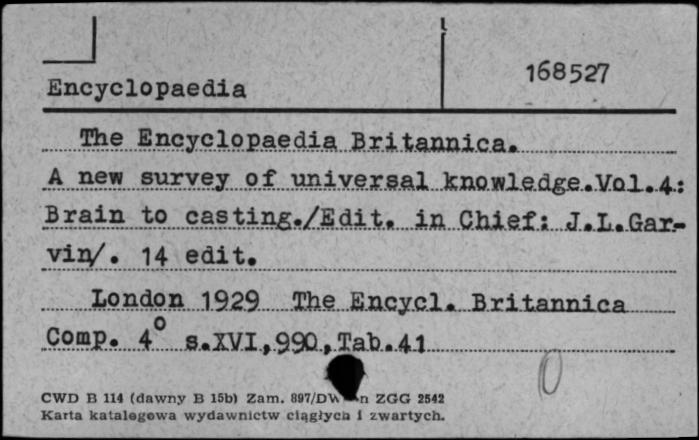 Encyclopaedia
168527
The Encyclopaedia Britannica.
A new survey of universal knowledge.Vol.4.:
Brain to casting./Edit. in Chief: J.L.Gar-
vin/. 14 edit.
London 1929 The Encycl. Britannica
Comp. 4° s.XVI,990,Tab.41
0
CWD B 114 (dawny B 15b) Zam. 897/DW n ZGG 2542
Karta katalogowa wydawnictw ciągłych i zwartych.